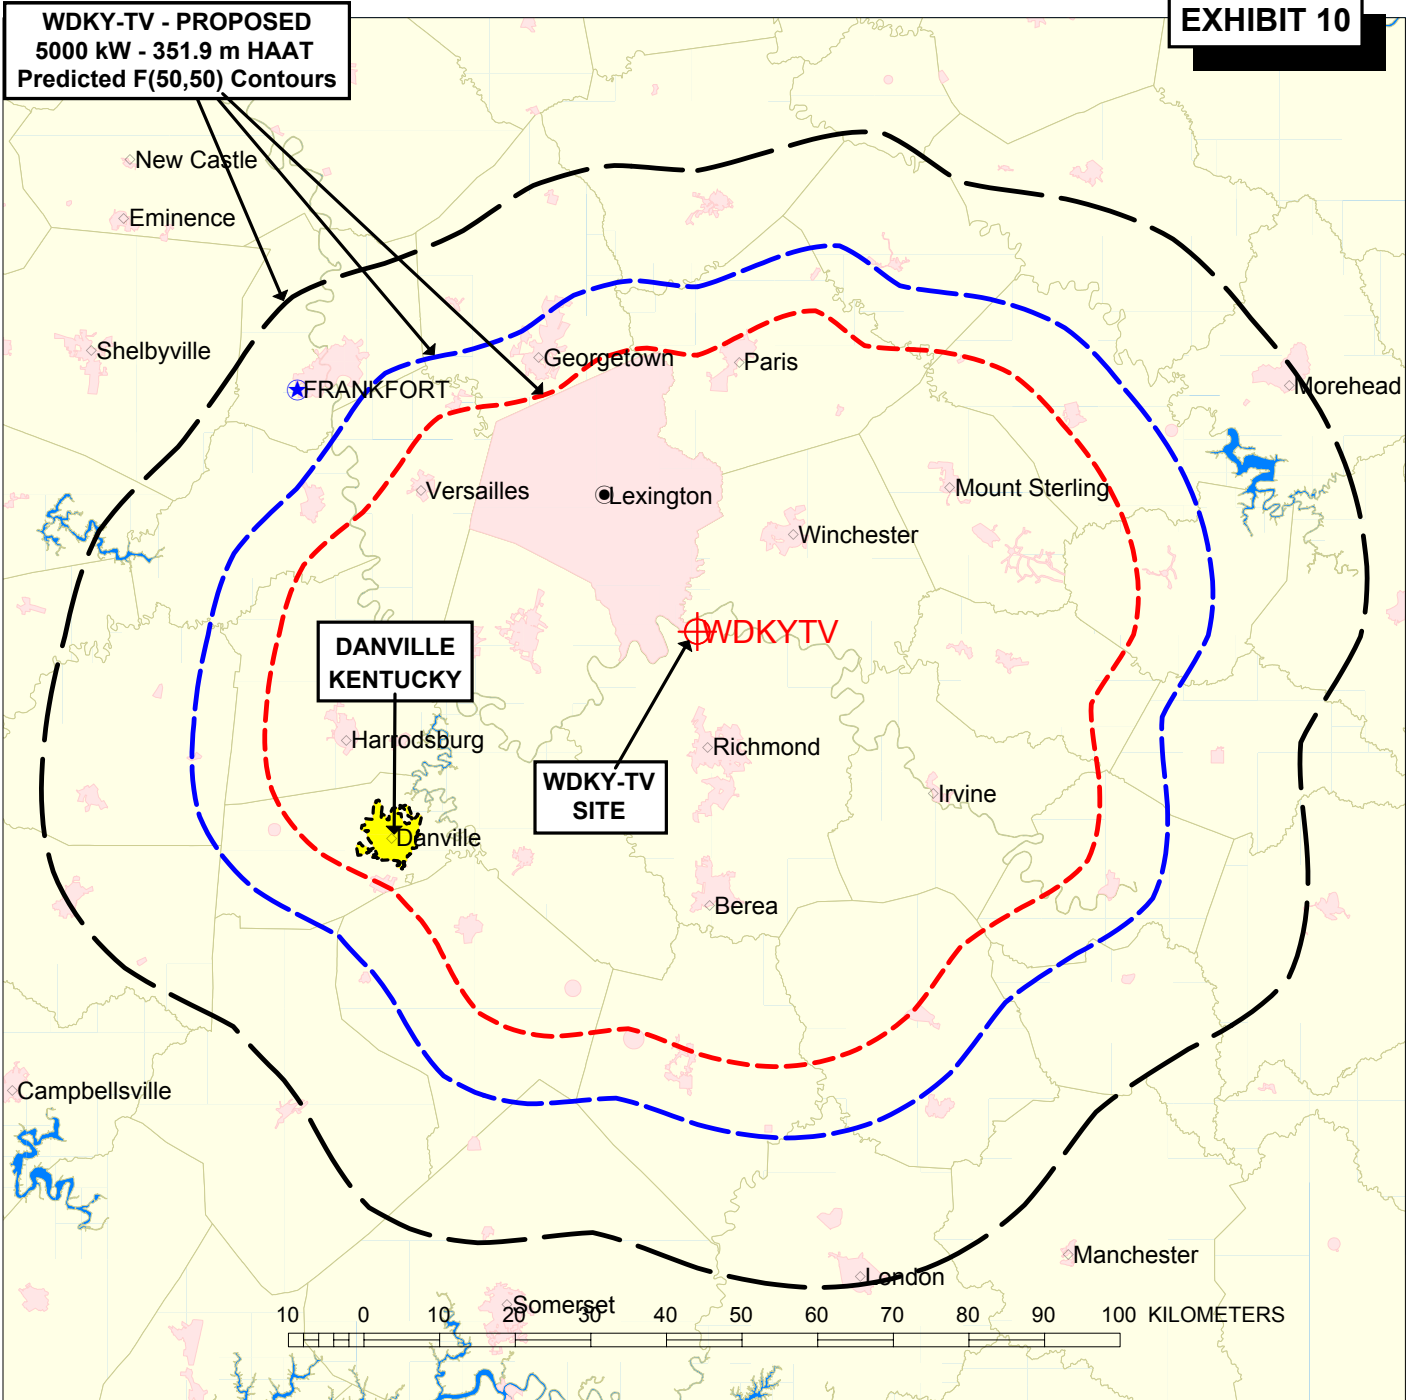 WDKY-TV - PROPOSED
5000 kW - 351.9 m HAAT
Predicted F(50,50) Contours
EXHIBIT 10
New Castle
Eminence
Shelbyville
FRANKFORT
Georgetown
Paris
Morehead
Versailles
Lexington
Mount Sterling
Winchester
WDKYTV
DANVILLE
KENTUCKY
Harrodsburg
Richmond
WDKY-TV
SITE
Irvine
Danville
Berea
Campbellsville
Manchester
London
Somerset
10 0 10 20 30 40 50 60 70 80 90 100 KILOMETERS